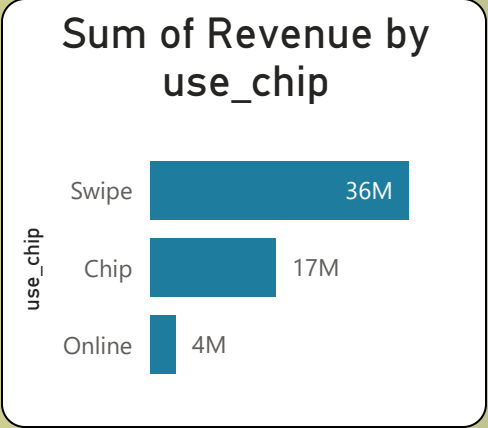 Sum of Revenue by
use_chip
use_chip
Swipe 36M
Chip 17M
Online 4M